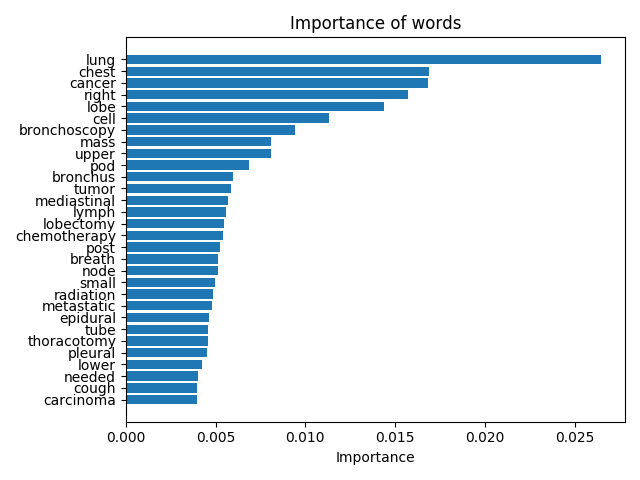 Importance of words
lung
chest
cancer
right
lobe
cell
bronchoscopy
mass
upper
pod
bronchus
tumor
mediastinal
lymph
lobectomy
chemotherapy
post
breath
node
small
radiation
metastatic
epidural
tube
thoracotomy
pleural
lower
needed
cough
carcinoma
0.000 0.005 0.010 0.015 0.020 0.025
Importance